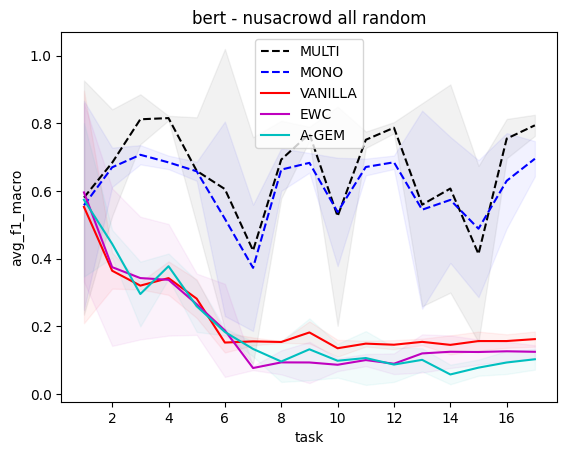 bert - nusacrowd all random
MULTI
MONO
VANILLA
EWC
A-GEM
avg_f1_macro
1.0
0.8
0.6
0.4
0.2
0.0
2 4 6 8 10 12 14 16
task